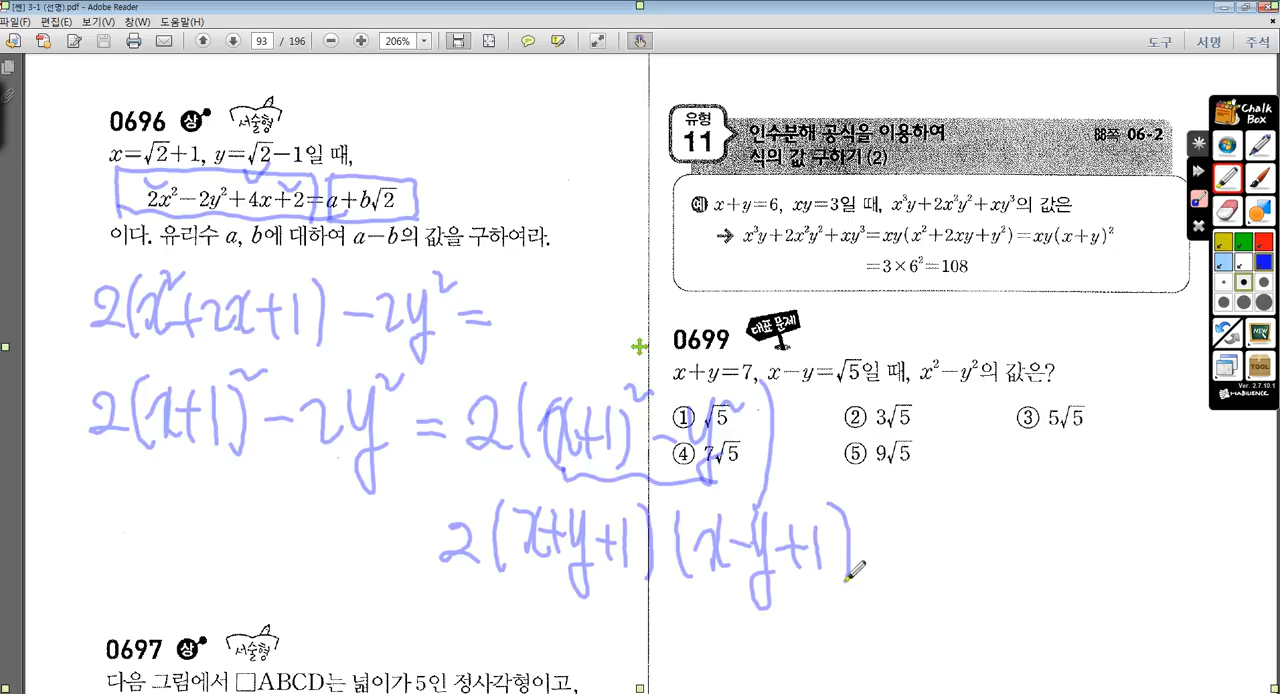 [쎈] 3-1 (선명).pdf - Adobe Reader
파일(F) 편집(E) 보기(V) 창(W) 도움말(H)
93 / 196 206% 도구 서명 주석
0696 상 서술형
x=√2+1, y=√2−1일 때,
2x²−2y²+4x+2=a+b√2
이다. 유리수 a, b에 대하여 a−b의 값을 구하여라.
2(x²+2x+1)−2y²=
2(x+1)²−2y²=2((x+1)²−y²)
2(x+y+1)(x−y+1)
0697 상 서술형
다음 그림에서 □ABCD는 넓이가 5인 정사각형이고,
유형 11
인수분해 공식을 이용하여
식의 값 구하기 (2)
88쪽 06-2
예 x+y=6, xy=3일 때, x³y+2x²y²+xy³의 값은
➔ x³y+2x²y²+xy³=xy(x²+2xy+y²)=xy(x+y)²
=3×6²=108
0699 대표 문제
x+y=7, x−y=√5일 때, x²−y²의 값은?
① √5 ② 3√5 ③ 5√5
④ 7√5 ⑤ 9√5
Chalk
Box
NEW
TOOL
Ver. 2.7.10.1
HABILIENCE